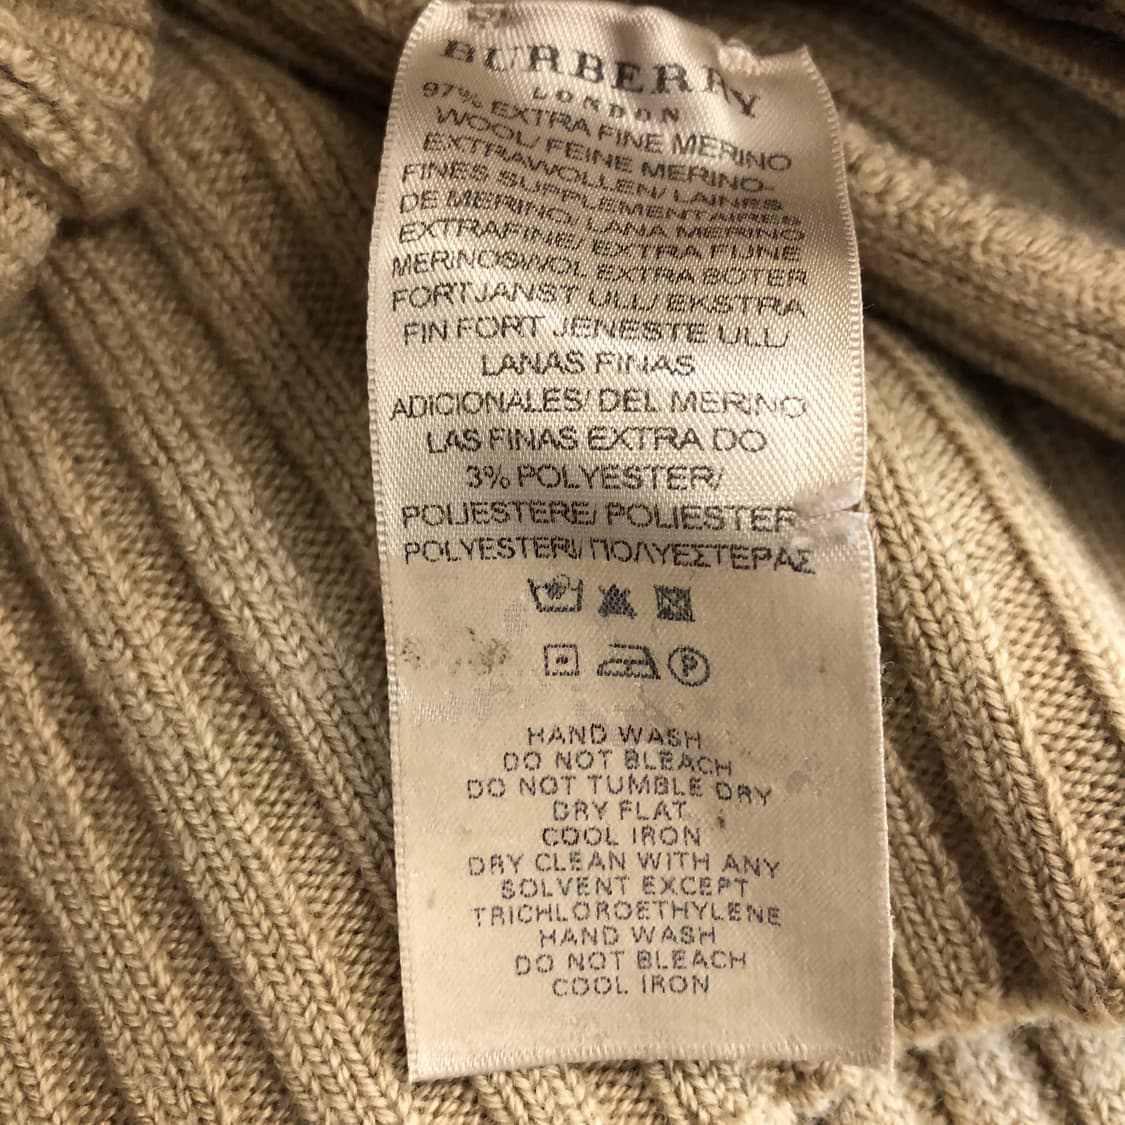 BURBERRY
LONDON
97% EXTRA FINE MERINO
WOOL/ FEINE MERINO-
EXTRAWOLLEN/ LAINES
FINES SUPPLEMENTAIRES
DE MERINO/ LANA MERINO
EXTRAFINE/ EXTRA FIJNE
MERINOSWOL EXTRA BOTER
FORTJANST ULL/ EKSTRA
FIN FORT JENESTE ULL/
LANAS FINAS
ADICIONALES/ DEL MERINO
LAS FINAS EXTRA DO
3% POLYESTER/
POLIESTERE/ POLIESTER
POLYESTERI/ ΠΟΛΥΕΣΤΕΡΑΣ
P
HAND WASH
DO NOT BLEACH
DO NOT TUMBLE DRY
DRY FLAT
COOL IRON
DRY CLEAN WITH ANY
SOLVENT EXCEPT
TRICHLOROETHYLENE
HAND WASH
DO NOT BLEACH
COOL IRON